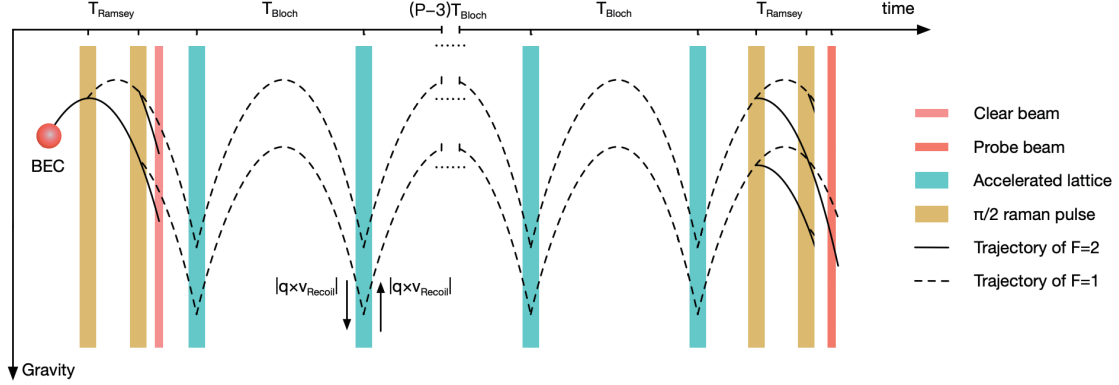 T_Ramsey T_Bloch (P−3)T_Bloch T_Bloch T_Ramsey time
BEC
|q×v_Recoil| |q×v_Recoil|
Gravity
Clear beam
Probe beam
Accelerated lattice
π/2 raman pulse
Trajectory of F=2
Trajectory of F=1